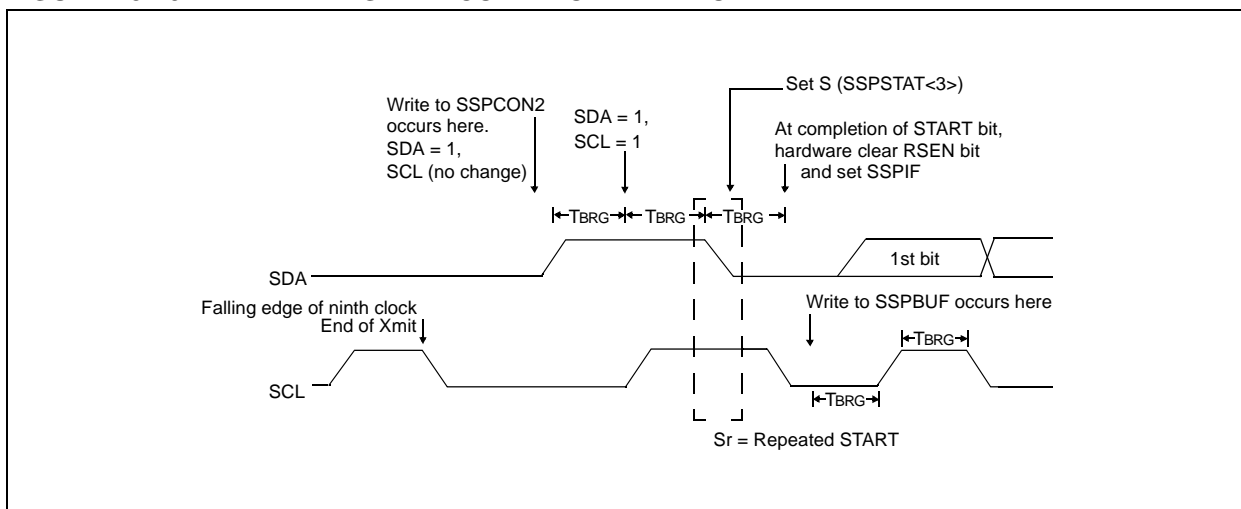 Set S (SSPSTAT<3>)
Write to SSPCON2
occurs here.
SDA = 1,
SCL (no change)
SDA = 1,
SCL = 1
At completion of START bit,
hardware clear RSEN bit
and set SSPIF
TBRG
TBRG
TBRG
SDA
1st bit
Falling edge of ninth clock
End of Xmit
Write to SSPBUF occurs here
TBRG
SCL
TBRG
Sr = Repeated START